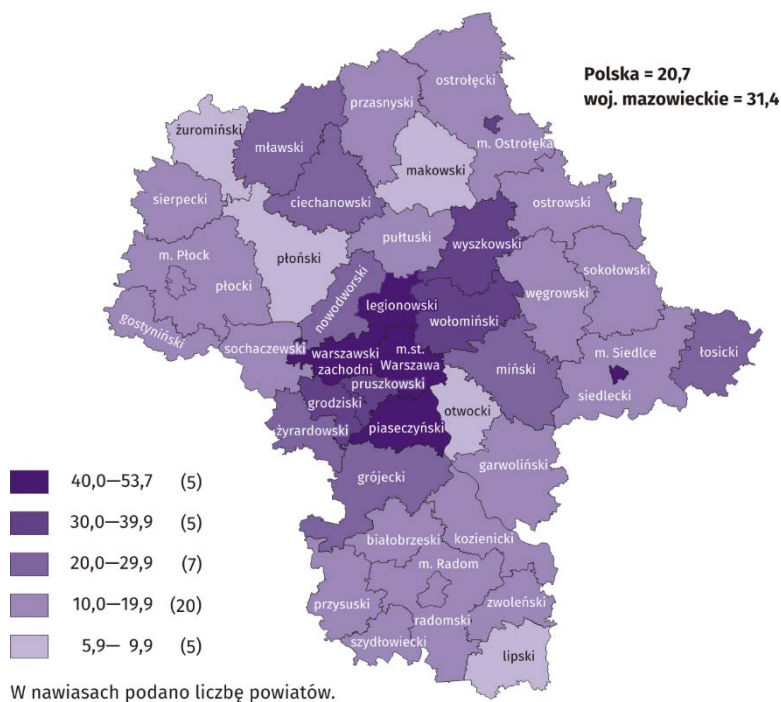 Polska = 20,7
woj. mazowieckie = 31,4
ostrołęcki
przasnyski
żuromiński
mławski
m. Ostrołęka
makowski
ciechanowski
sierpecki
ostrowski
pułtuski
wyszkowski
m. Płock
płoński
sokołowski
płocki
nowodworski
węgrowski
legionowski
wołomiński
gostyniński
sochaczewski
warszawski
zachodni
m.st.
Warszawa
miński
m. Siedlce
łosicki
pruszkowski
siedlecki
grodziski
otwocki
żyrardowski
piaseczyński
garwoliński
grójecki
białobrzeski
kozienicki
m. Radom
przysuski
zwoleński
radomski
szydłowiecki
lipski
40,0—53,7 (5)
30,0—39,9 (5)
20,0—29,9 (7)
10,0—19,9 (20)
5,9— 9,9 (5)
W nawiasach podano liczbę powiatów.